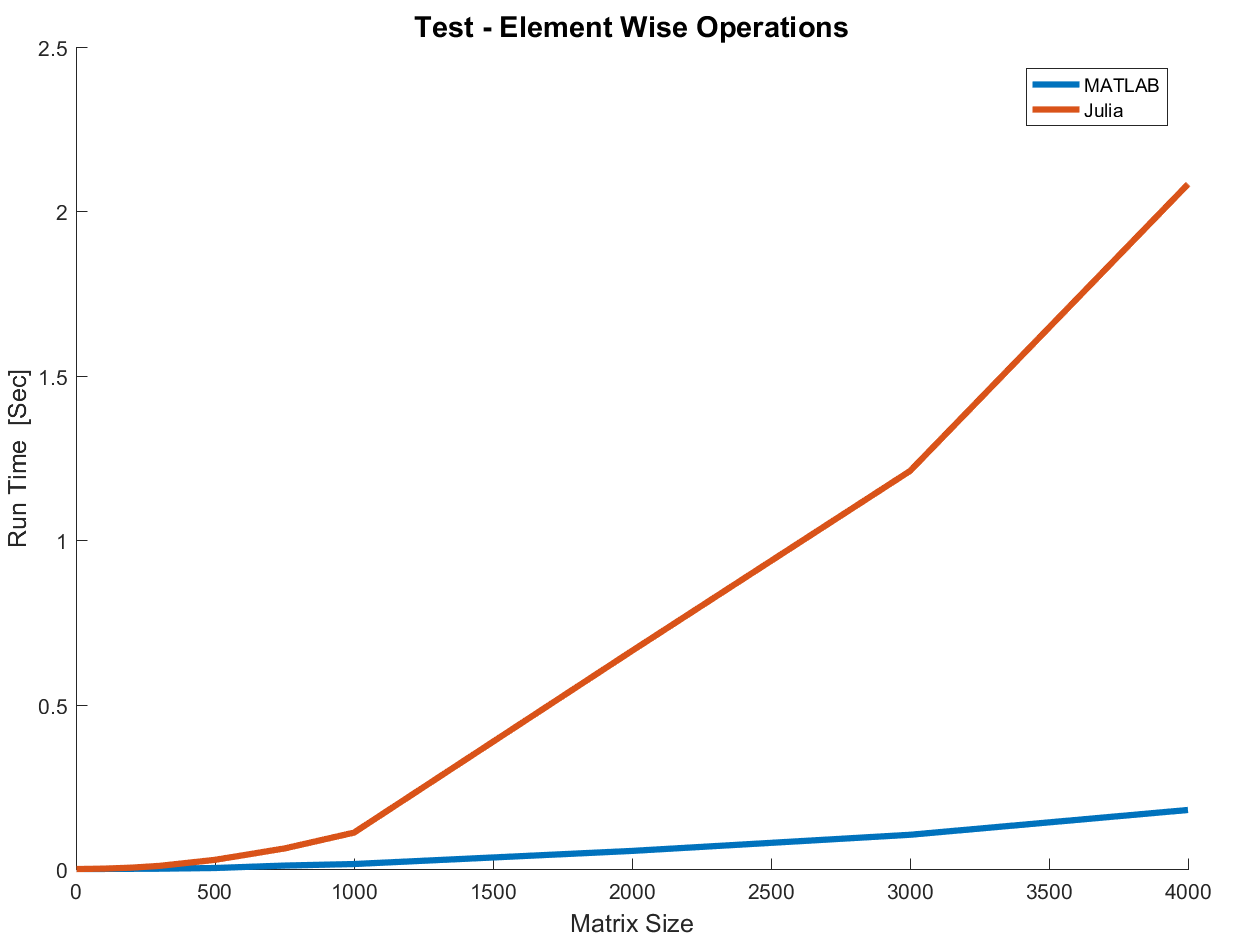 Test - Element Wise Operations
MATLAB
Julia
2.5
2
1.5
1
0.5
0
Run Time [Sec]
0 500 1000 1500 2000 2500 3000 3500 4000
Matrix Size